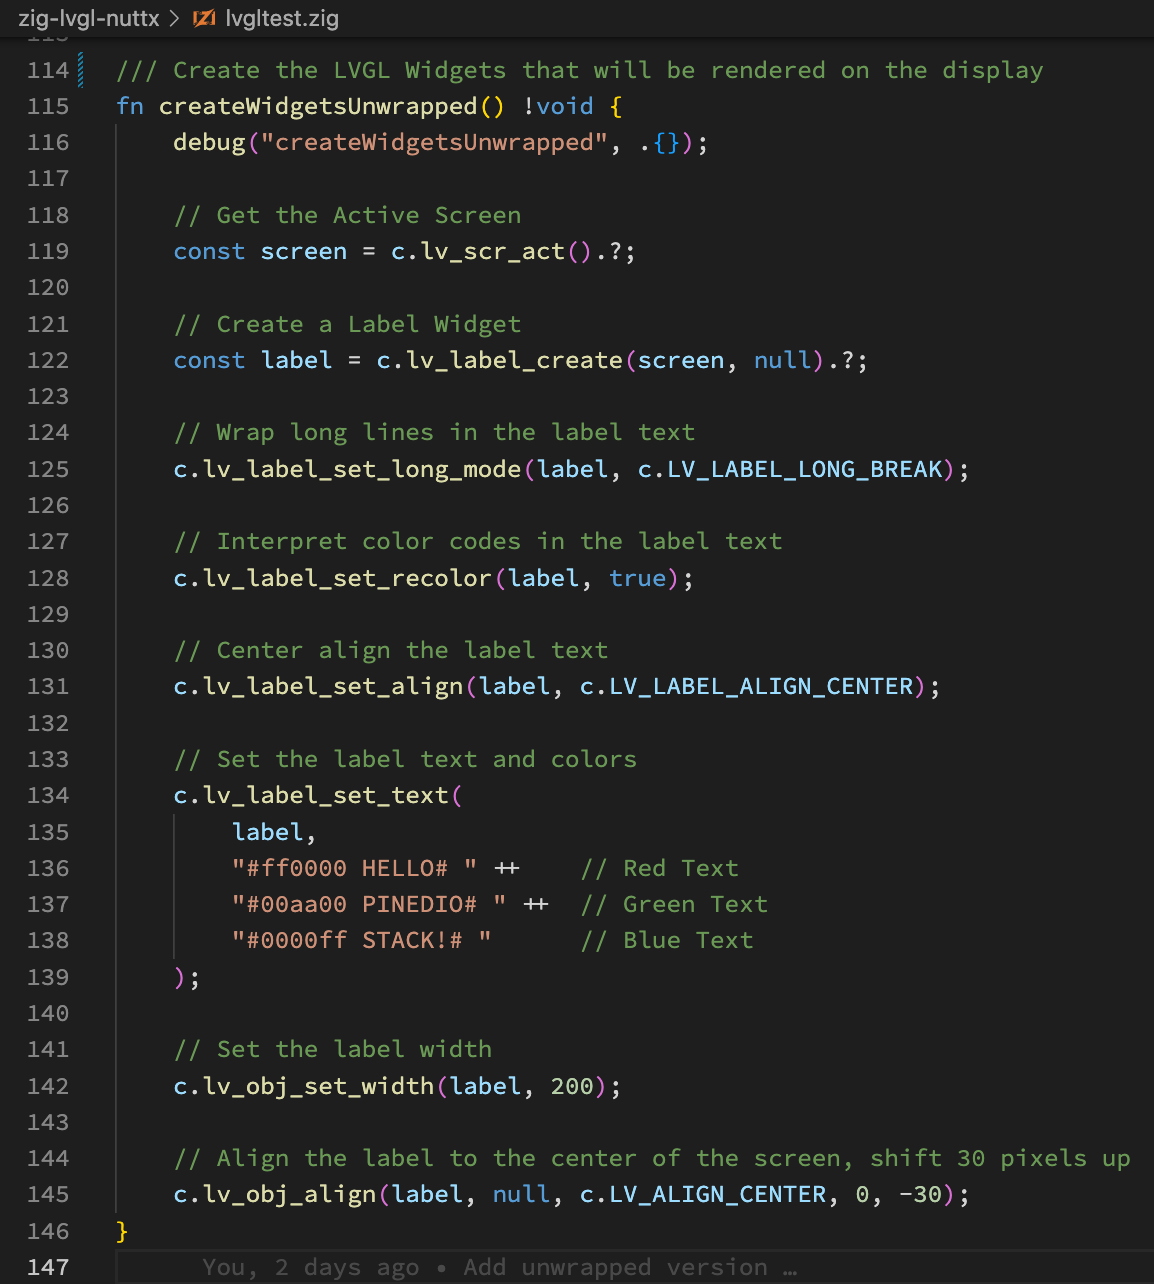 zig-lvgl-nuttx > lvgltest.zig
114 /// Create the LVGL Widgets that will be rendered on the display
115 fn createWidgetsUnwrapped() !void {
116     debug("createWidgetsUnwrapped", .{});
117
118     // Get the Active Screen
119     const screen = c.lv_scr_act().?;
120
121     // Create a Label Widget
122     const label = c.lv_label_create(screen, null).?;
123
124     // Wrap long lines in the label text
125     c.lv_label_set_long_mode(label, c.LV_LABEL_LONG_BREAK);
126
127     // Interpret color codes in the label text
128     c.lv_label_set_recolor(label, true);
129
130     // Center align the label text
131     c.lv_label_set_align(label, c.LV_LABEL_ALIGN_CENTER);
132
133     // Set the label text and colors
134     c.lv_label_set_text(
135         label,
136         "#ff0000 HELLO# " ++    // Red Text
137         "#00aa00 PINEDIO# " ++  // Green Text
138         "#0000ff STACK!# "      // Blue Text
139     );
140
141     // Set the label width
142     c.lv_obj_set_width(label, 200);
143
144     // Align the label to the center of the screen, shift 30 pixels up
145     c.lv_obj_align(label, null, c.LV_ALIGN_CENTER, 0, -30);
146 }
147       You, 2 days ago • Add unwrapped version …